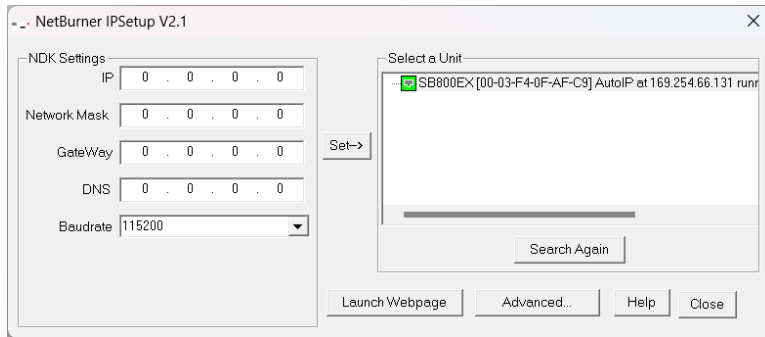 NetBurner IPSetup V2.1
NDK Settings
IP 0 . 0 . 0 . 0
Network Mask 0 . 0 . 0 . 0
GateWay 0 . 0 . 0 . 0
DNS 0 . 0 . 0 . 0
Baudrate 115200
Set-->
Select a Unit
SB800EX [00-03-F4-0F-AF-C9] AutoIP at 169.254.66.131 runr
Search Again
Launch Webpage
Advanced...
Help
Close